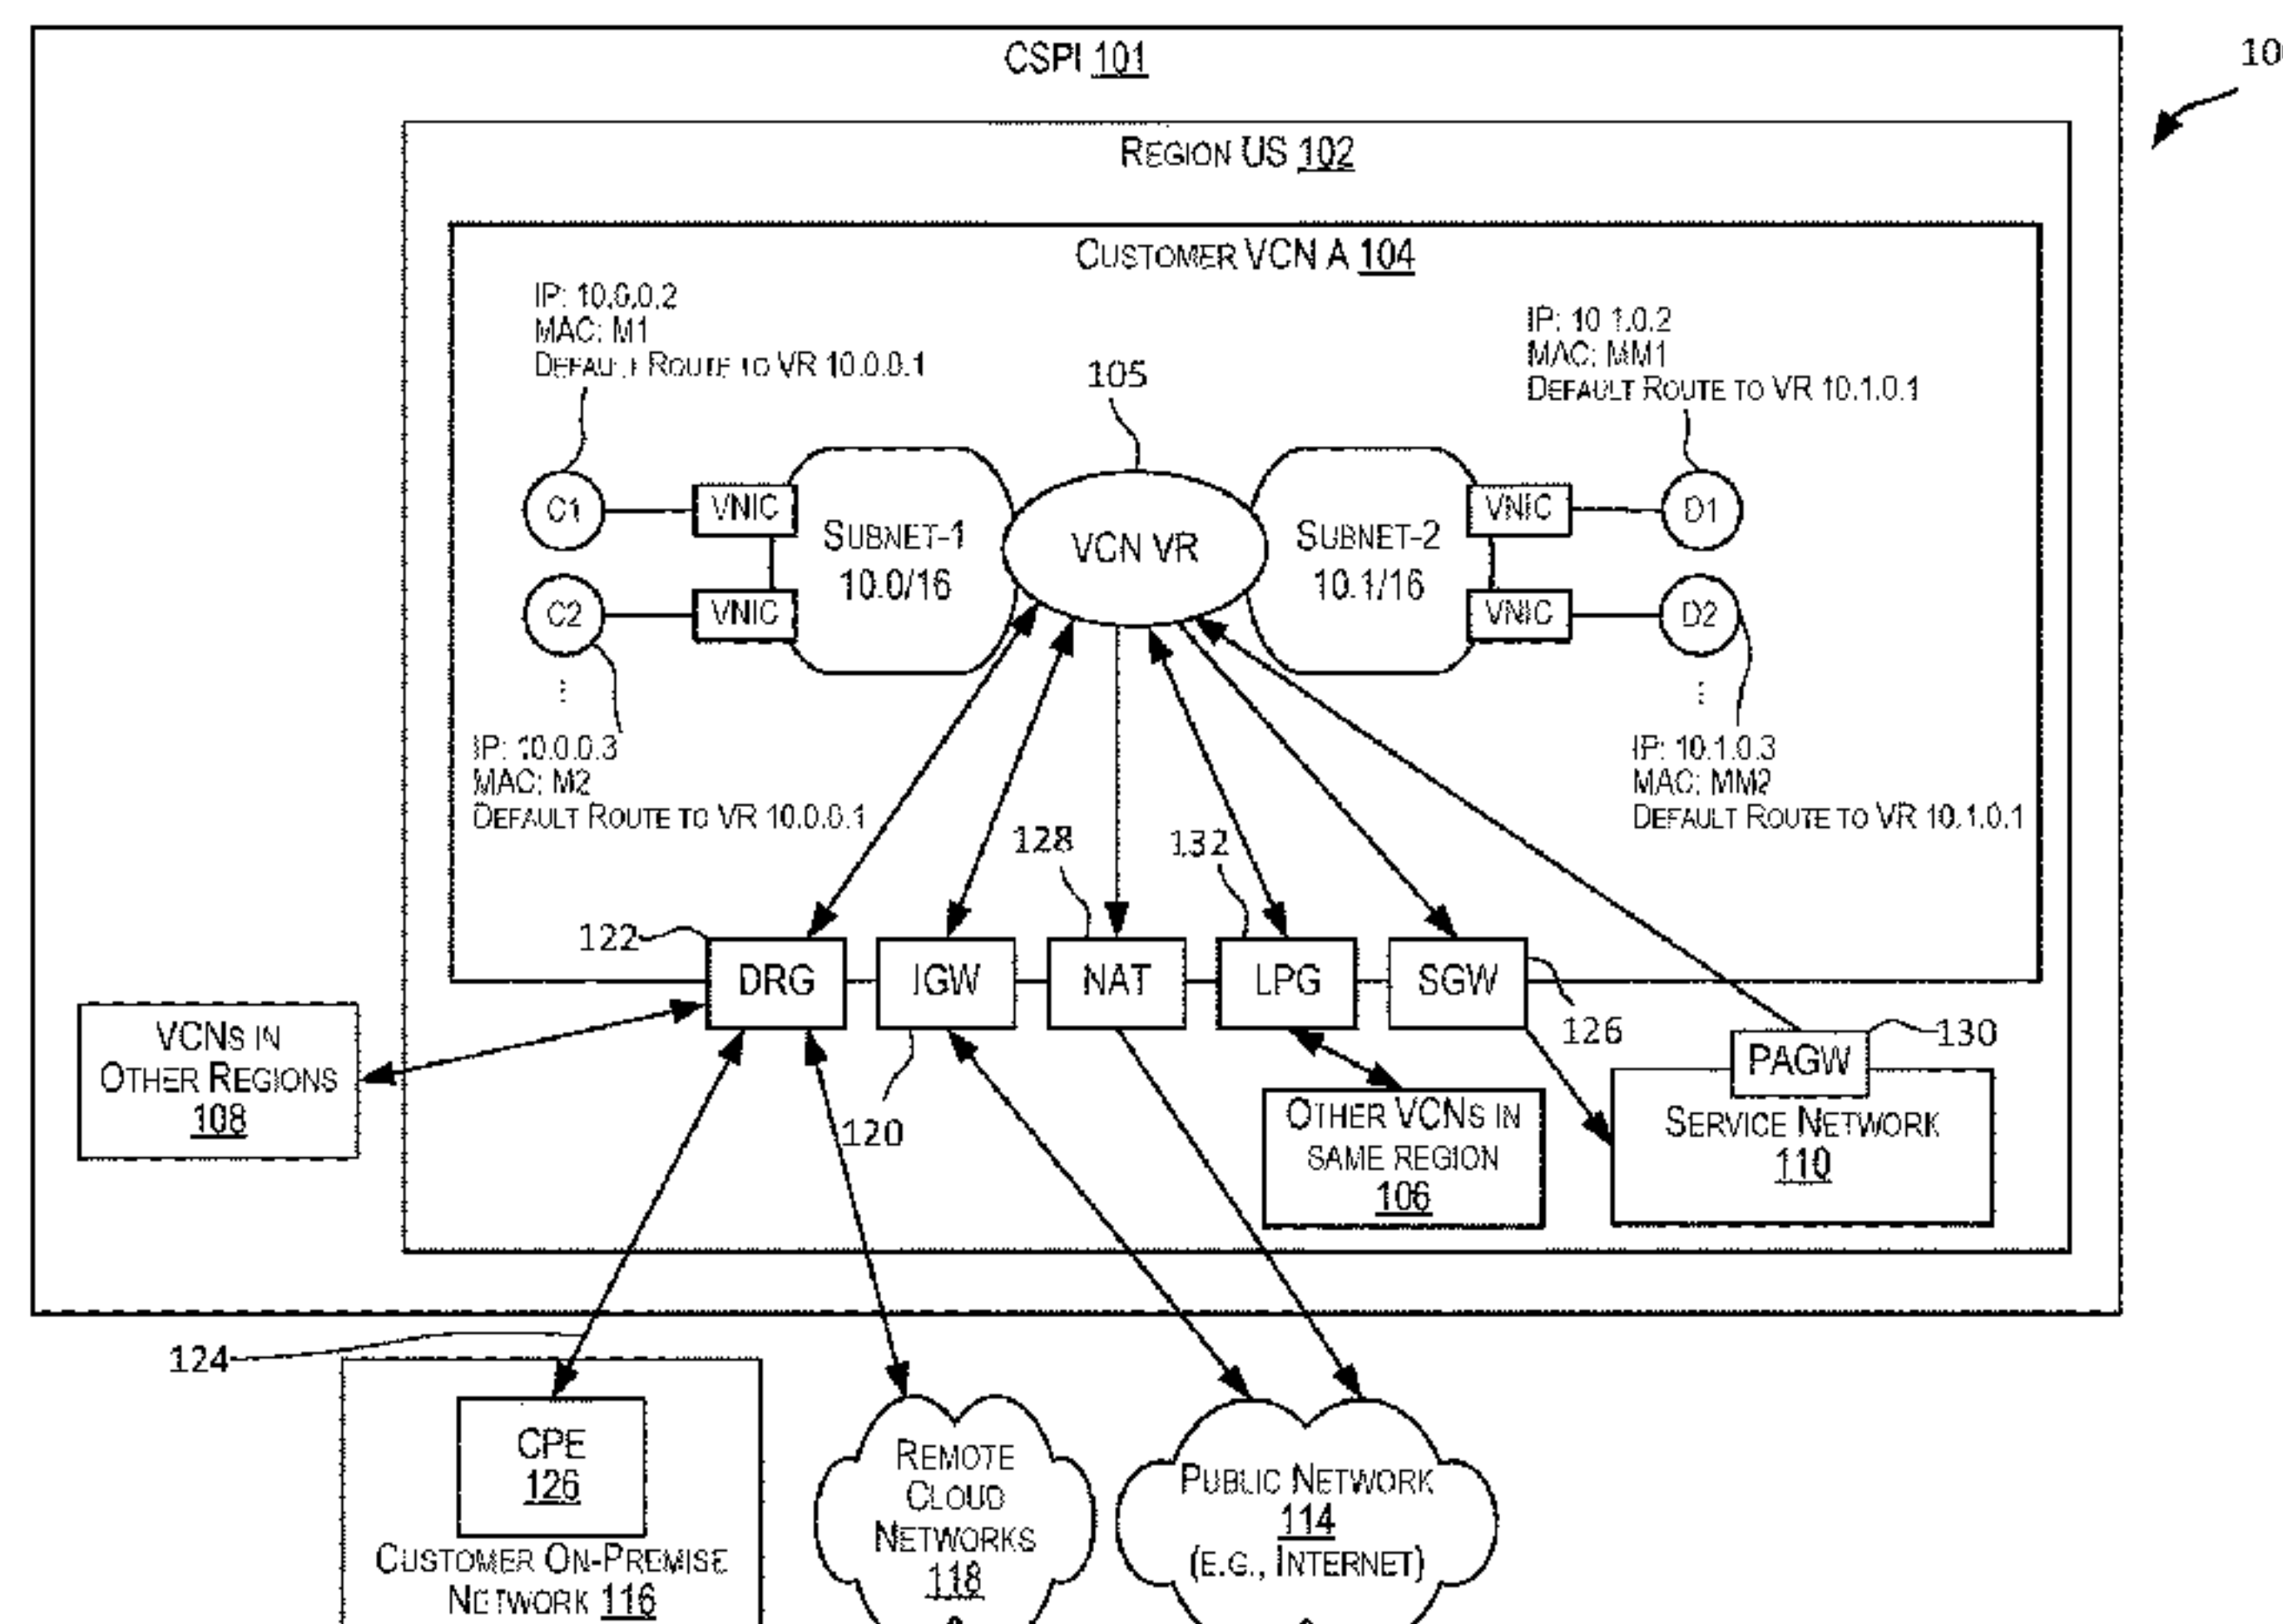 CSPI 101
100
REGION US 102
CUSTOMER VCN A 104
IP: 10.0.0.2
MAC: M1
DEFAULT ROUTE TO VR 10.0.0.1
IP: 10.1.0.2
MAC: MM1
DEFAULT ROUTE TO VR 10.1.0.1
105
C1
VNIC
SUBNET-1
10.0/16
VCN VR
SUBNET-2
10.1/16
VNIC
D1
C2
VNIC
VNIC
D2
⋮
⋮
IP: 10.0.0.3
MAC: M2
DEFAULT ROUTE TO VR 10.0.0.1
IP: 10.1.0.3
MAC: MM2
DEFAULT ROUTE TO VR 10.1.0.1
128
132
122
DRG
IGW
NAT
LPG
SGW
126
130
PAGW
VCNS IN
OTHER REGIONS
108
120
OTHER VCNS IN
SAME REGION
106
SERVICE NETWORK
110
124
CPE
126
CUSTOMER ON-PREMISE
NETWORK 116
REMOTE
CLOUD
NETWORKS
118
PUBLIC NETWORK
114
(E.G., INTERNET)